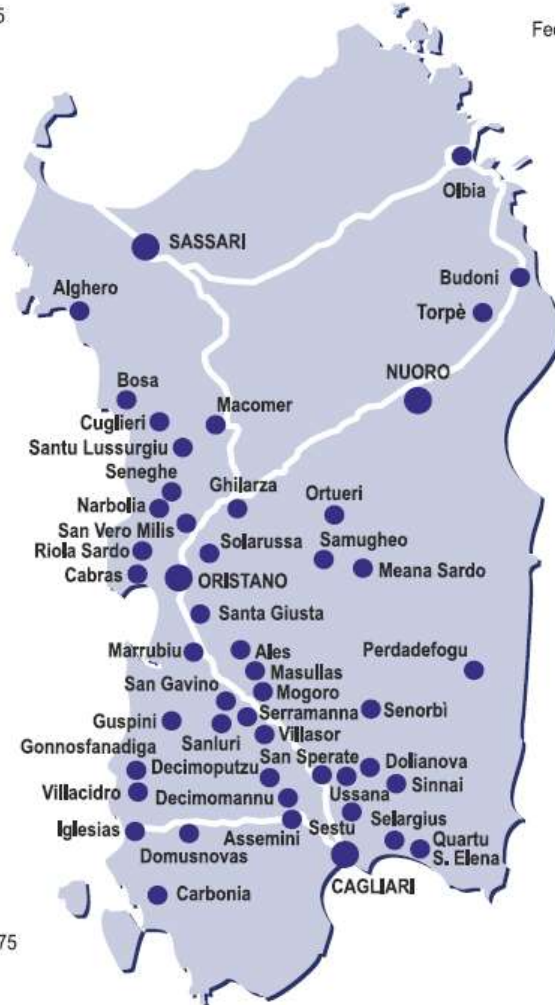 5
Fe
Olbia
SASSARI
Budoni
Alghero
Torpè
NUORO
Bosa
Macomer
Cuglieri
Santu Lussurgiu
Seneghe
Ghilarza
Ortueri
Narbolia
San Vero Milis
Solarussa
Samugheo
Riola Sardo
Meana Sardo
Cabras
ORISTANO
Santa Giusta
Marrubiu
Ales
Perdadefogu
Masullas
San Gavino
Mogoro
Serramanna
Senorbì
Guspini
Sanluri
Villasor
Gonnosfanadiga
San Sperate
Dolianova
Decimoputzu
Sinnai
Villacidro
Decimomannu
Ussana
Selargius
Iglesias
Assemini
Sestu
Quartu
S. Elena
Domusnovas
CAGLIARI
Carbonia
75